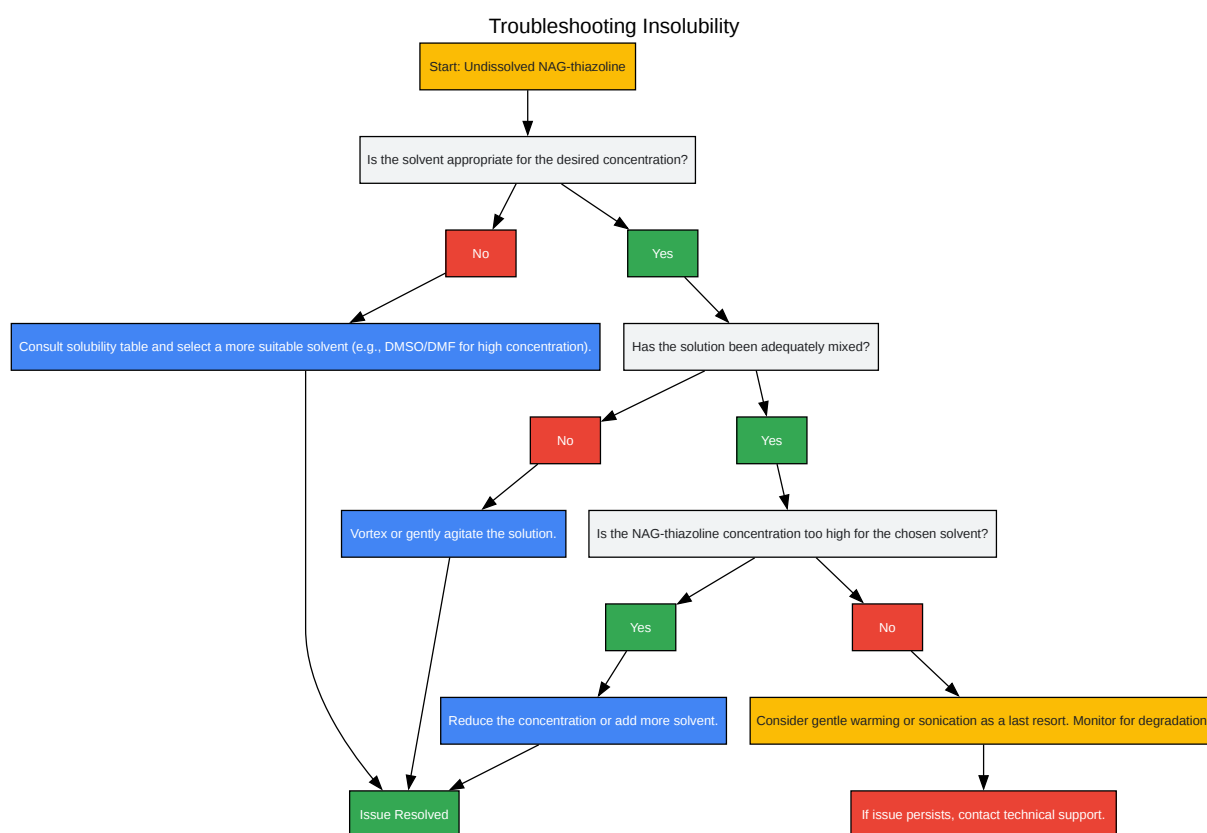 Troubleshooting Insolubility
Start: Undissolved NAG-thiazoline
Is the solvent appropriate for the desired concentration?
No
Yes
Consult solubility table and select a more suitable solvent (e.g., DMSO/DMF for high concentration).
Has the solution been adequately mixed?
No
Yes
Vortex or gently agitate the solution.
Is the NAG-thiazoline concentration too high for the chosen solvent?
Yes
No
Reduce the concentration or add more solvent.
Consider gentle warming or sonication as a last resort. Monitor for degradation
Issue Resolved
If issue persists, contact technical support.